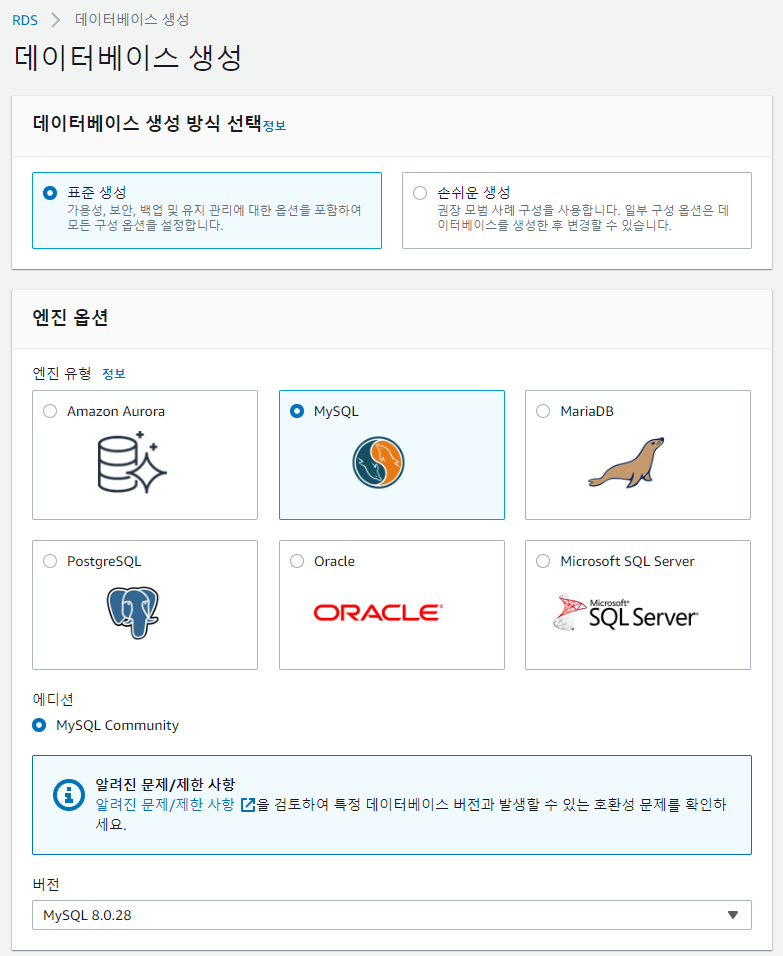 RDS > 데이터베이스 생성
데이터베이스 생성
데이터베이스 생성 방식 선택정보
표준 생성
가용성, 보안, 백업 및 유지 관리에 대한 옵션을 포함하여
모든 구성 옵션을 설정합니다.
손쉬운 생성
권장 모범 사례 구성을 사용합니다. 일부 구성 옵션은 데
이터베이스를 생성한 후 변경할 수 있습니다.
엔진 옵션
엔진 유형 정보
Amazon Aurora
MySQL
MariaDB
PostgreSQL
Oracle
ORACLE®
Microsoft SQL Server
Microsoft®
SQL Server®
에디션
MySQL Community
알려진 문제/제한 사항
알려진 문제/제한 사항 을 검토하여 특정 데이터베이스 버전과 발생할 수 있는 호환성 문제를 확인하
세요.
버전
MySQL 8.0.28